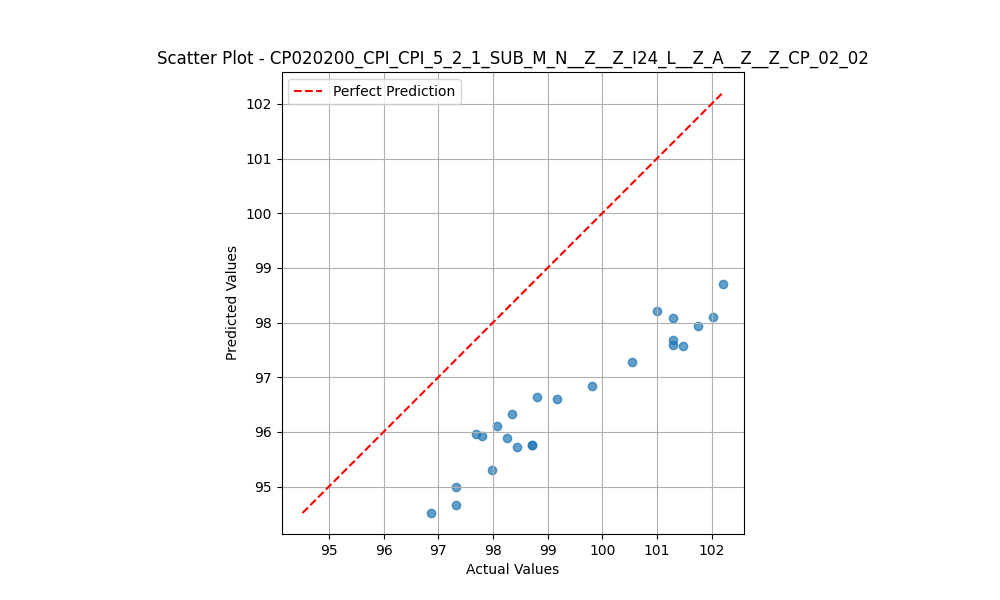 Scatter Plot - CP020200_CPI_CPI_5_2_1_SUB_M_N__Z__Z_I24_L__Z_A__Z__Z_CP_02_02
Perfect Prediction
102
101
100
99
98
97
96
95
Predicted Values
95 96 97 98 99 100 101 102
Actual Values